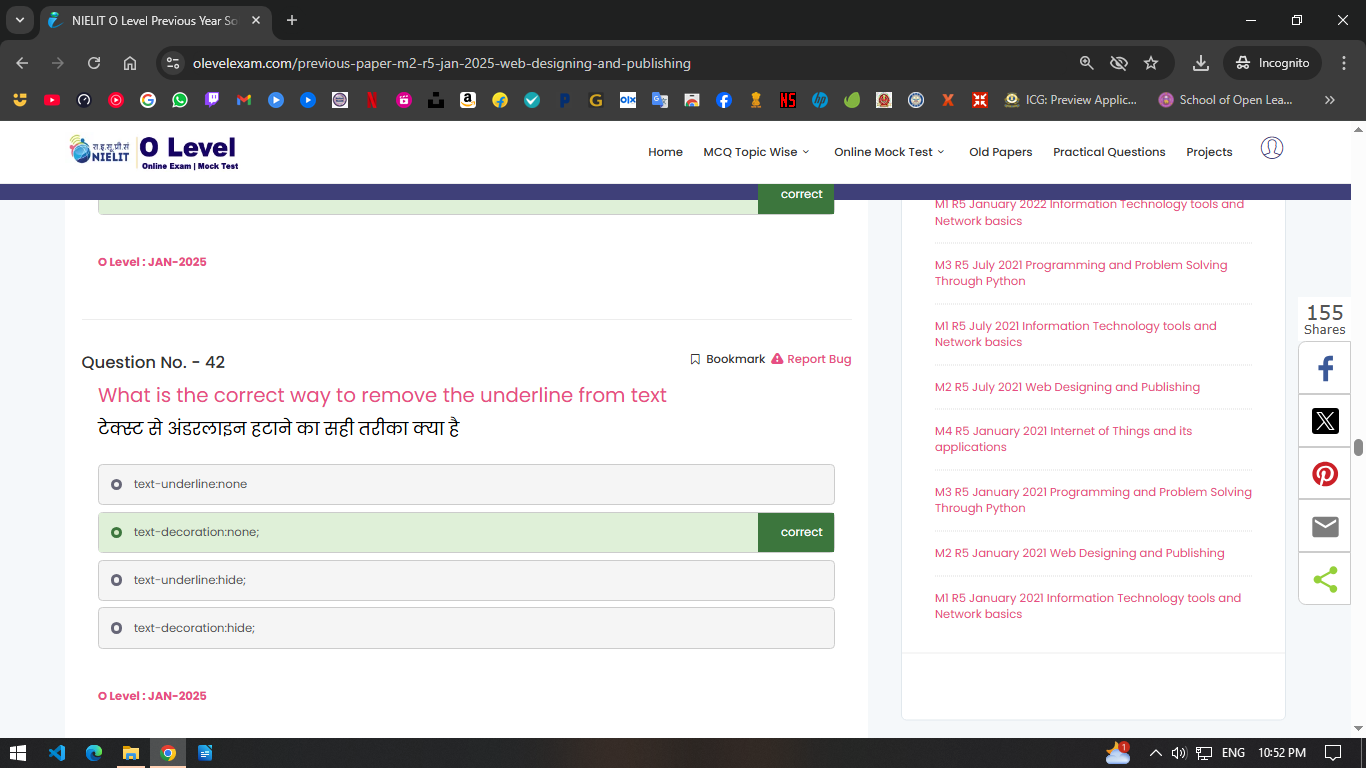 NIELIT O Level Previous Year So
olevelexam.com/previous-paper-m2-r5-jan-2025-web-designing-and-publishing
Incognito
ICG: Preview Applic...
School of Open Lea...
NIELIT
O Level
Online Exam | Mock Test
Home
MCQ Topic Wise
Online Mock Test
Old Papers
Practical Questions
Projects
correct
O Level : JAN-2025
Question No. - 42
Bookmark
Report Bug
What is the correct way to remove the underline from text
टेक्स्ट से अंडरलाइन हटाने का सही तरीका क्या है
text-underline:none
text-decoration:none;
correct
text-underline:hide;
text-decoration:hide;
O Level : JAN-2025
M1 R5 January 2022 Information Technology tools and
Network basics
M3 R5 July 2021 Programming and Problem Solving
Through Python
M1 R5 July 2021 Information Technology tools and
Network basics
M2 R5 July 2021 Web Designing and Publishing
M4 R5 January 2021 Internet of Things and its
applications
M3 R5 January 2021 Programming and Problem Solving
Through Python
M2 R5 January 2021 Web Designing and Publishing
M1 R5 January 2021 Information Technology tools and
Network basics
155
Shares
1
ENG
10:52 PM